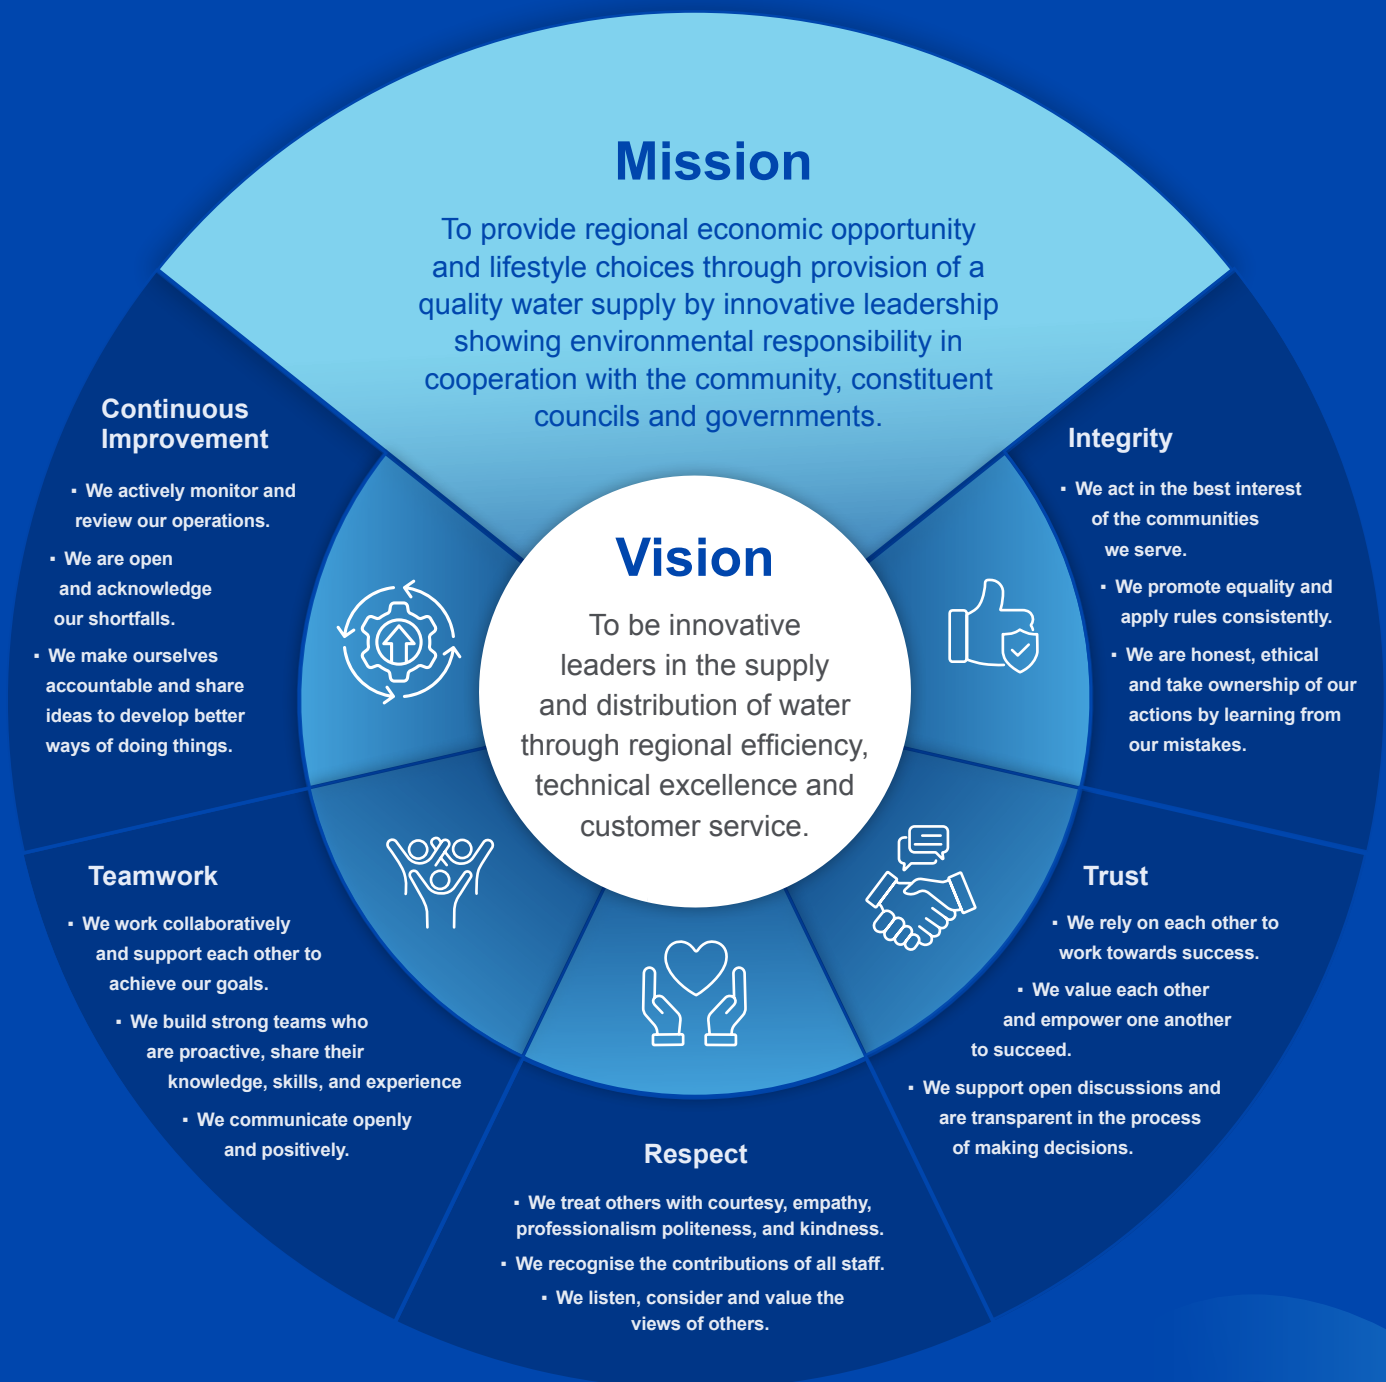 Mission
To provide regional economic opportunity
and lifestyle choices through provision of a
quality water supply by innovative leadership
showing environmental responsibility in
cooperation with the community, constituent
councils and governments.
Vision
To be innovative
leaders in the supply
and distribution of water
through regional efficiency,
technical excellence and
customer service.
Continuous
Improvement
▪ We actively monitor and
review our operations.
▪ We are open
and acknowledge
our shortfalls.
▪ We make ourselves
accountable and share
ideas to develop better
ways of doing things.
Integrity
▪ We act in the best interest
of the communities
we serve.
▪ We promote equality and
apply rules consistently.
▪ We are honest, ethical
and take ownership of our
actions by learning from
our mistakes.
Teamwork
▪ We work collaboratively
and support each other to
achieve our goals.
▪ We build strong teams who
are proactive, share their
knowledge, skills, and experience
▪ We communicate openly
and positively.
Trust
▪ We rely on each other to
work towards success.
▪ We value each other
and empower one another
to succeed.
▪ We support open discussions and
are transparent in the process
of making decisions.
Respect
▪ We treat others with courtesy, empathy,
professionalism politeness, and kindness.
▪ We recognise the contributions of all staff.
▪ We listen, consider and value the
views of others.